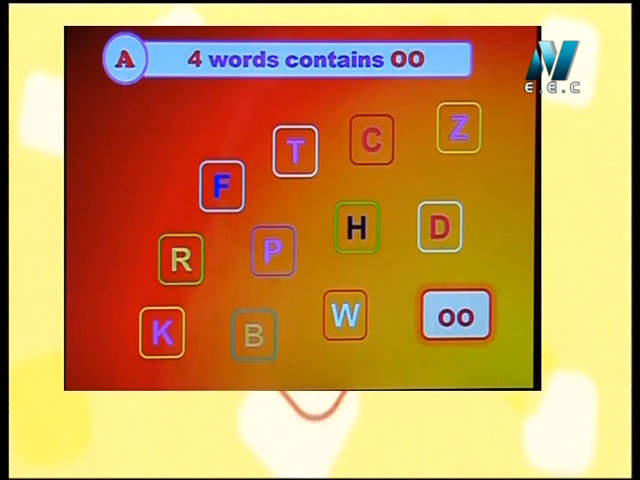 A 4 words contains OO
N
E.E.C
T C Z
F
H D
R P
K B W oo